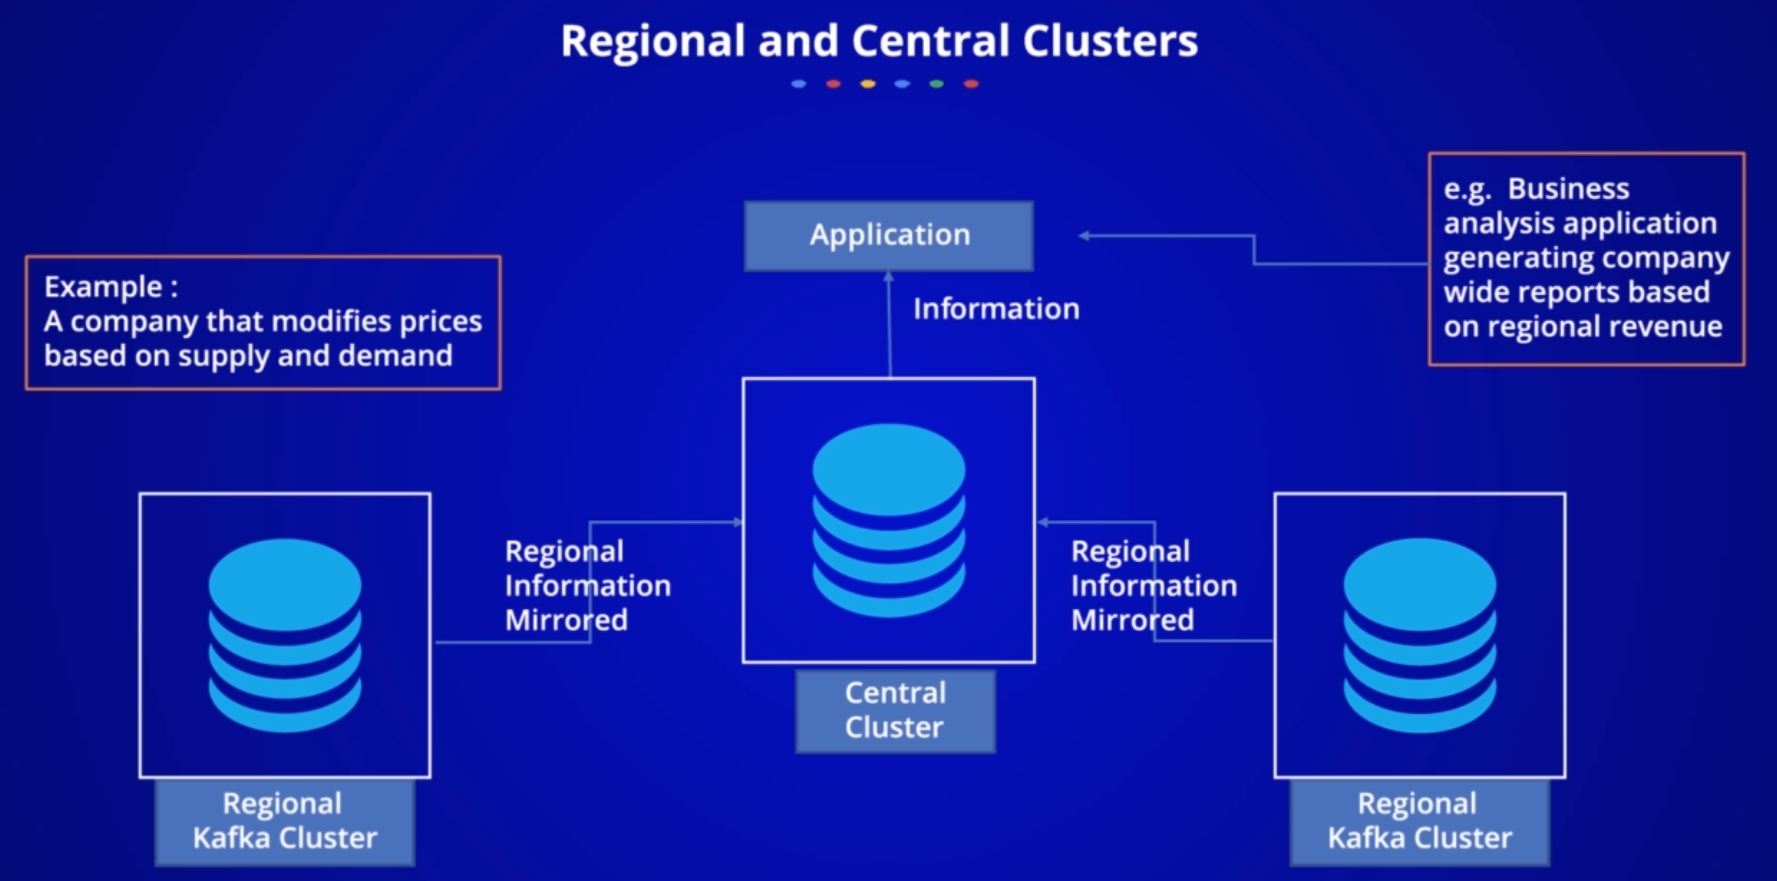 Regional and Central Clusters
e.g. Business
analysis application
generating company
wide reports based
on regional revenue
Application
Example :
A company that modifies prices
based on supply and demand
Information
Regional
Information
Mirrored
Regional
Information
Mirrored
Central
Cluster
Regional
Kafka Cluster
Regional
Kafka Cluster